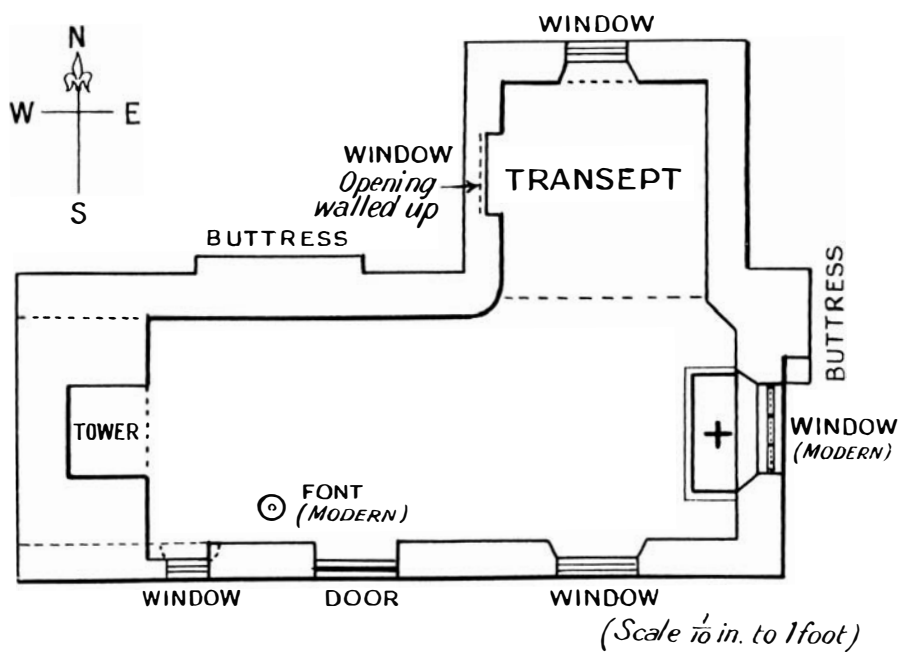 WINDOW
N
W E
S
WINDOW
Opening
walled up
TRANSEPT
BUTTRESS
BUTTRESS
TOWER
WINDOW
(MODERN)
FONT
(MODERN)
WINDOW
DOOR
WINDOW
(Scale 1/10 in. to 1 foot)